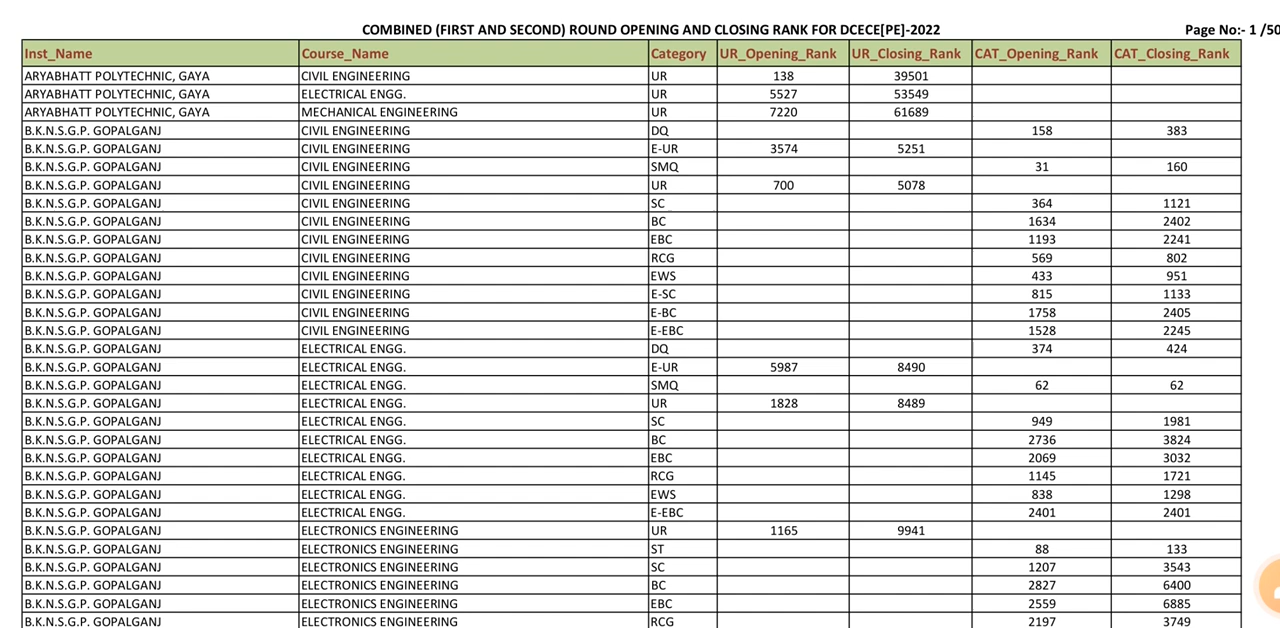 COMBINED (FIRST AND SECOND) ROUND OPENING AND CLOSING RANK FOR DCECE[PE]-2022 Page No:- 1 /50
Inst_Name Course_Name Category UR_Opening_Rank UR_Closing_Rank CAT_Opening_Rank CAT_Closing_Rank
ARYABHATT POLYTECHNIC, GAYA CIVIL ENGINEERING UR 138 39501
ARYABHATT POLYTECHNIC, GAYA ELECTRICAL ENGG. UR 5527 53549
ARYABHATT POLYTECHNIC, GAYA MECHANICAL ENGINEERING UR 7220 61689
B.K.N.S.G.P. GOPALGANJ CIVIL ENGINEERING DQ 158 383
B.K.N.S.G.P. GOPALGANJ CIVIL ENGINEERING E-UR 3574 5251
B.K.N.S.G.P. GOPALGANJ CIVIL ENGINEERING SMQ 31 160
B.K.N.S.G.P. GOPALGANJ CIVIL ENGINEERING UR 700 5078
B.K.N.S.G.P. GOPALGANJ CIVIL ENGINEERING SC 364 1121
B.K.N.S.G.P. GOPALGANJ CIVIL ENGINEERING BC 1634 2402
B.K.N.S.G.P. GOPALGANJ CIVIL ENGINEERING EBC 1193 2241
B.K.N.S.G.P. GOPALGANJ CIVIL ENGINEERING RCG 569 802
B.K.N.S.G.P. GOPALGANJ CIVIL ENGINEERING EWS 433 951
B.K.N.S.G.P. GOPALGANJ CIVIL ENGINEERING E-SC 815 1133
B.K.N.S.G.P. GOPALGANJ CIVIL ENGINEERING E-BC 1758 2405
B.K.N.S.G.P. GOPALGANJ CIVIL ENGINEERING E-EBC 1528 2245
B.K.N.S.G.P. GOPALGANJ ELECTRICAL ENGG. DQ 374 424
B.K.N.S.G.P. GOPALGANJ ELECTRICAL ENGG. E-UR 5987 8490
B.K.N.S.G.P. GOPALGANJ ELECTRICAL ENGG. SMQ 62 62
B.K.N.S.G.P. GOPALGANJ ELECTRICAL ENGG. UR 1828 8489
B.K.N.S.G.P. GOPALGANJ ELECTRICAL ENGG. SC 949 1981
B.K.N.S.G.P. GOPALGANJ ELECTRICAL ENGG. BC 2736 3824
B.K.N.S.G.P. GOPALGANJ ELECTRICAL ENGG. EBC 2069 3032
B.K.N.S.G.P. GOPALGANJ ELECTRICAL ENGG. RCG 1145 1721
B.K.N.S.G.P. GOPALGANJ ELECTRICAL ENGG. EWS 838 1298
B.K.N.S.G.P. GOPALGANJ ELECTRICAL ENGG. E-EBC 2401 2401
B.K.N.S.G.P. GOPALGANJ ELECTRONICS ENGINEERING UR 1165 9941
B.K.N.S.G.P. GOPALGANJ ELECTRONICS ENGINEERING ST 88 133
B.K.N.S.G.P. GOPALGANJ ELECTRONICS ENGINEERING SC 1207 3543
B.K.N.S.G.P. GOPALGANJ ELECTRONICS ENGINEERING BC 2827 6400
B.K.N.S.G.P. GOPALGANJ ELECTRONICS ENGINEERING EBC 2559 6885
B.K.N.S.G.P. GOPALGANJ ELECTRONICS ENGINEERING RCG 2197 3749